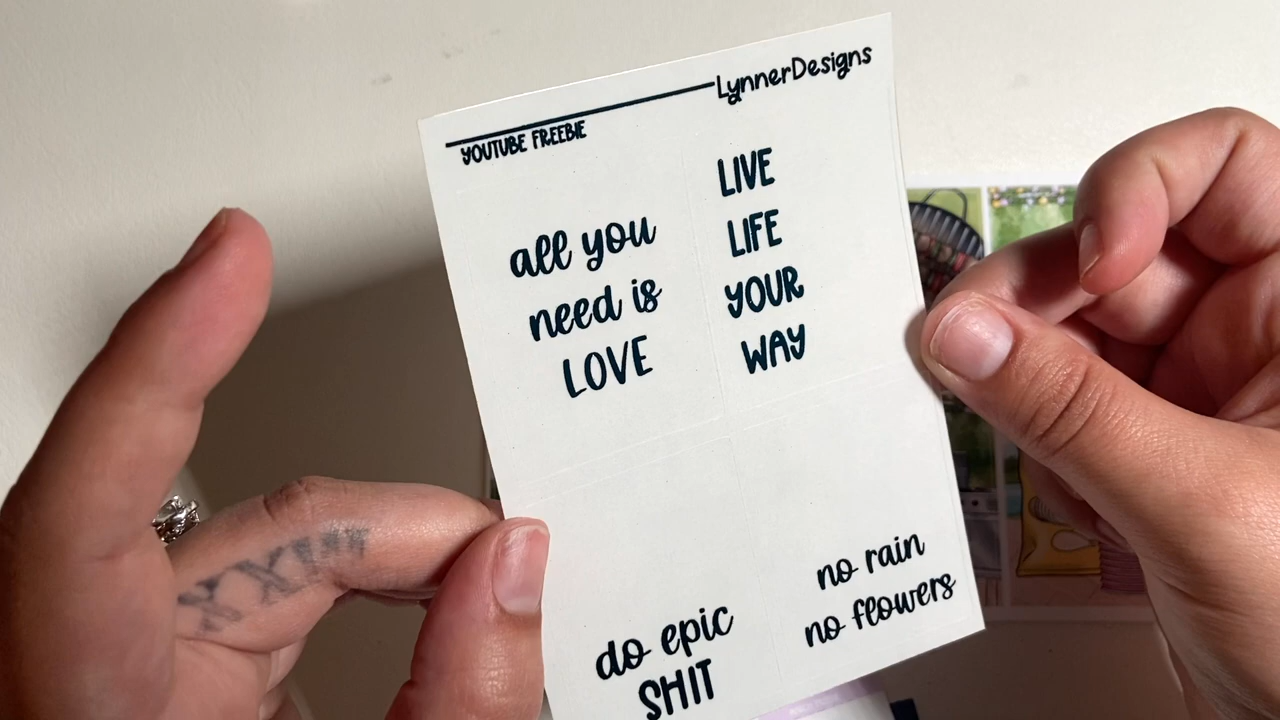 LynnerDesigns
YOUTUBE FREEBIE
all you
need is
LOVE
LIVE
LIFE
YOUR
WAY
do epic
SHIT
no rain
no flowers